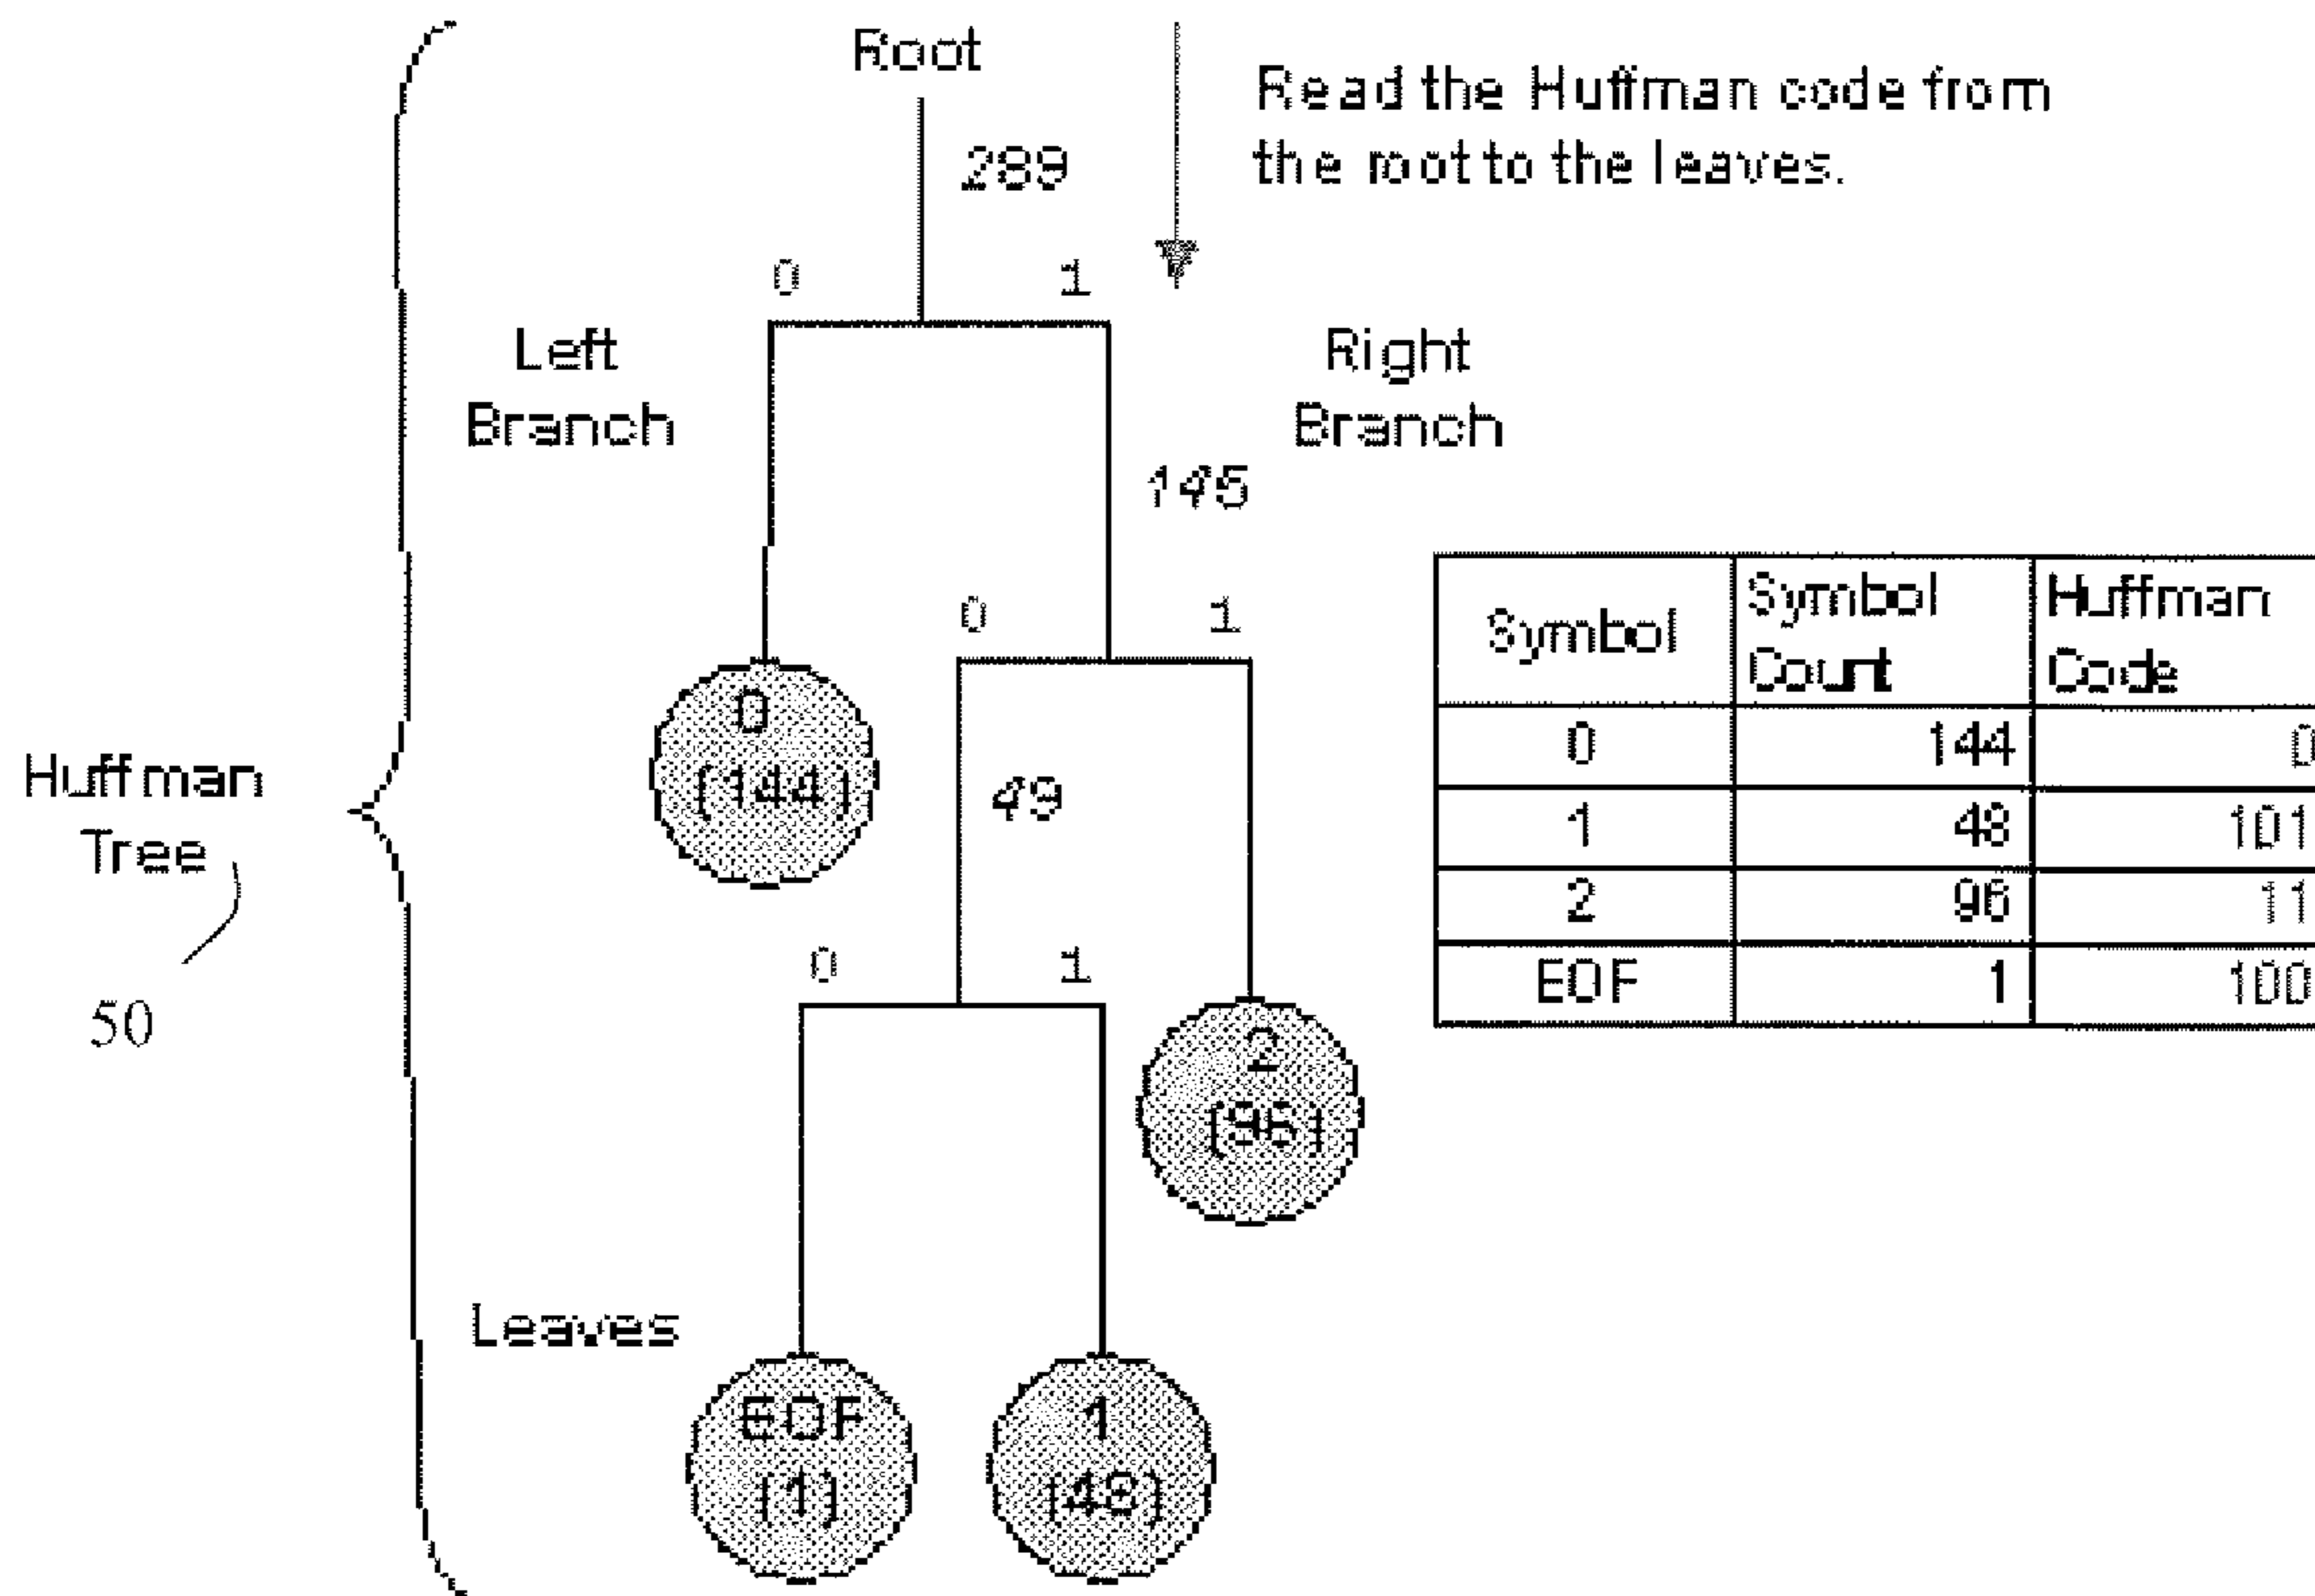 Root
Read the Huffman code from
the root to the leaves.
289
0 1
Left
Branch
Right
Branch
145
0 1
0
(144)
49
Huffman
Tree
50
0 1
2
(96)
Leaves
EOF
(1)
1
(48)
Symbol Symbol Count Huffman Code
0 144 0
1 48 101
2 96 11
EOF 1 100